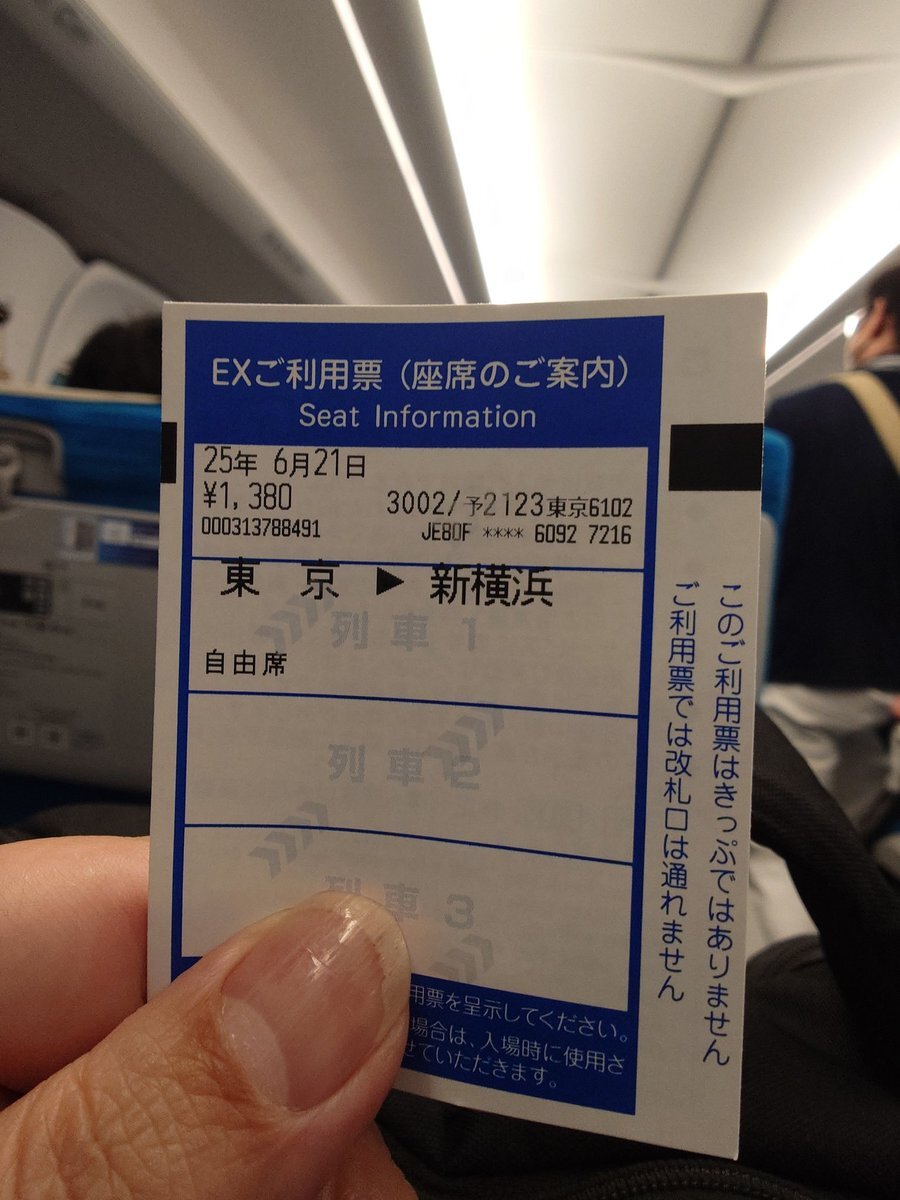 EXご利用票（座席のご案内）
Seat Information
25年 6月21日
¥1,380
3002/予2123東京6102
000313788491
JE80F **** 6092 7216
東京▶新横浜
列車1
自由席
列車2
列車3
用票を呈示してください。
場合は、入場時に使用さ
せていただきます。
このご利用票はきっぷではありません
ご利用票では改札口は通れません